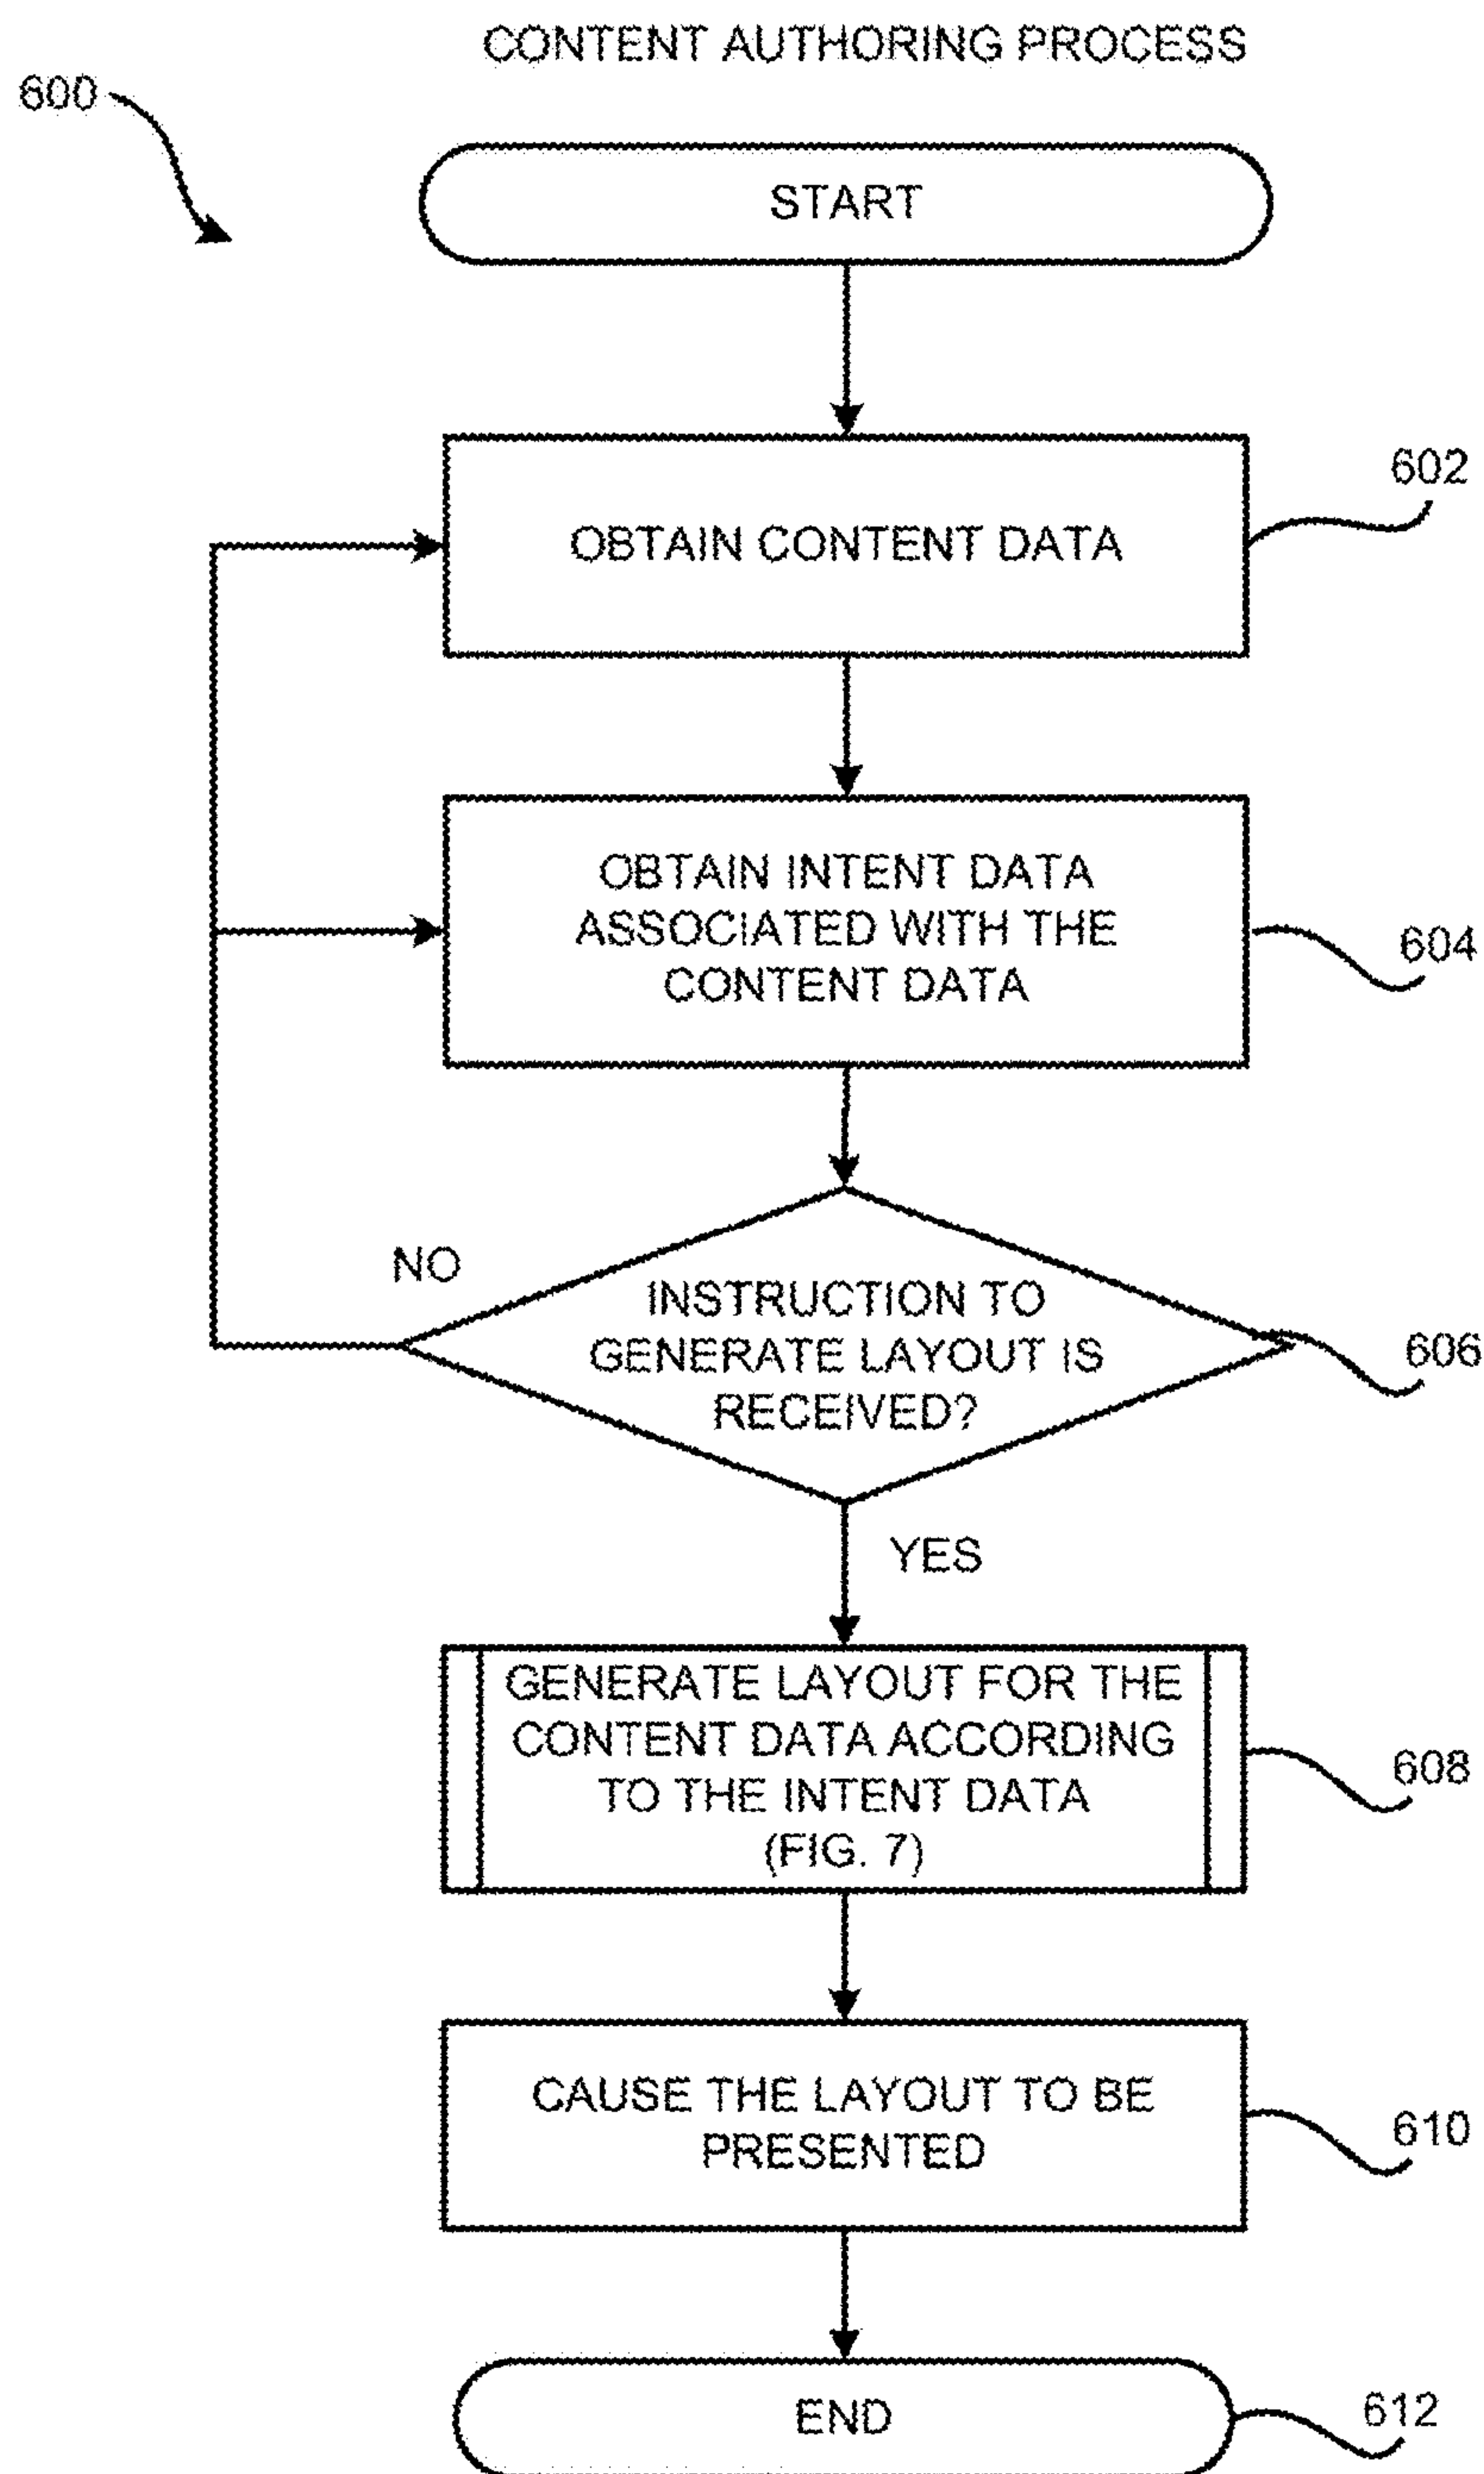 CONTENT AUTHORING PROCESS
600
START
602
OBTAIN CONTENT DATA
OBTAIN INTENT DATA
ASSOCIATED WITH THE
CONTENT DATA
604
NO
INSTRUCTION TO
GENERATE LAYOUT IS
RECEIVED?
606
YES
GENERATE LAYOUT FOR THE
CONTENT DATA ACCORDING
TO THE INTENT DATA
(FIG. 7)
608
CAUSE THE LAYOUT TO BE
PRESENTED
610
END
612